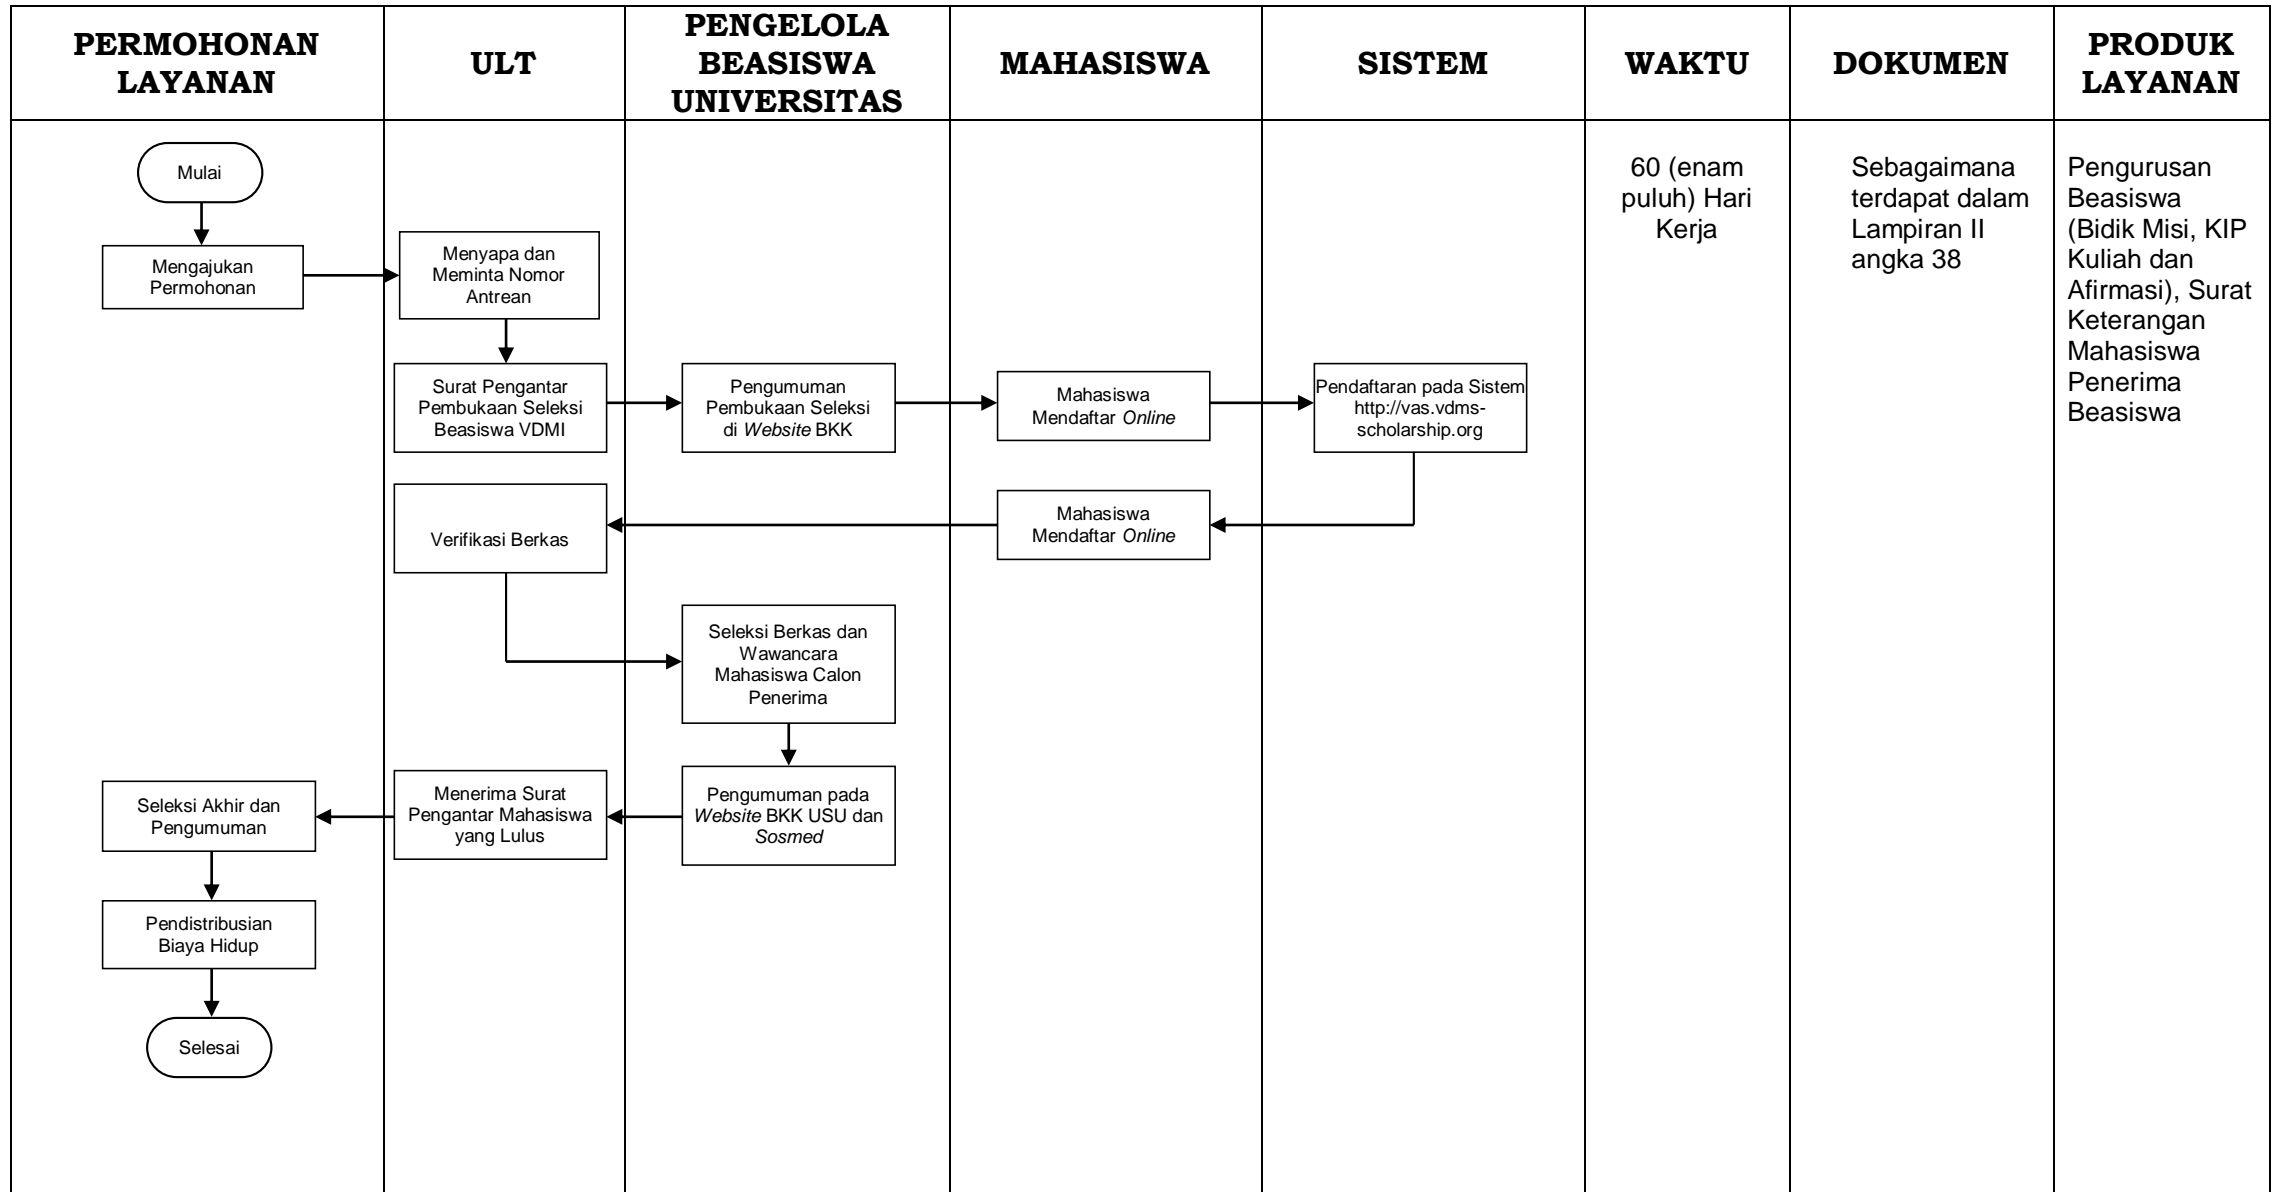 PERMOHONAN
LAYANAN
ULT
PENGELOLA
BEASISWA
UNIVERSITAS
MAHASISWA
SISTEM
WAKTU
DOKUMEN
PRODUK
LAYANAN
Mulai
Mengajukan
Permohonan
Menyapa dan
Meminta Nomor
Antrean
Surat Pengantar
Pembukaan Seleksi
Beasiswa VDMI
Pengumuman
Pembukaan Seleksi
di Website BKK
Mahasiswa
Mendaftar Online
Pendaftaran pada Sistem
http://vas.vdms-
scholarship.org
Mahasiswa
Mendaftar Online
Verifikasi Berkas
Seleksi Berkas dan
Wawancara
Mahasiswa Calon
Penerima
Pengumuman pada
Website BKK USU dan
Sosmed
Menerima Surat
Pengantar Mahasiswa
yang Lulus
Seleksi Akhir dan
Pengumuman
Pendistribusian
Biaya Hidup
Selesai
60 (enam
puluh) Hari
Kerja
Sebagaimana
terdapat dalam
Lampiran II
angka 38
Pengurusan
Beasiswa
(Bidik Misi, KIP
Kuliah dan
Afirmasi), Surat
Keterangan
Mahasiswa
Penerima
Beasiswa